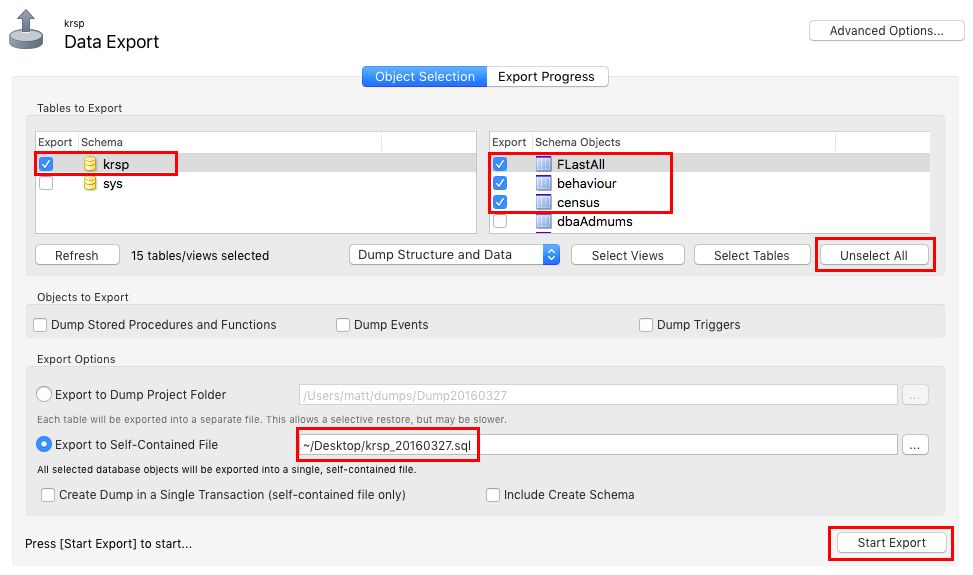 krsp
Data Export
Advanced Options...
Object Selection
Export Progress
Tables to Export
Export Schema
Export Schema Objects
krsp
FLastAll
sys
behaviour
census
dbaAdmums
Refresh
15 tables/views selected
Dump Structure and Data
Select Views
Select Tables
Unselect All
Objects to Export
Dump Stored Procedures and Functions
Dump Events
Dump Triggers
Export Options
Export to Dump Project Folder
/Users/matt/dumps/Dump20160327
...
Each table will be exported into a separate file. This allows a selective restore, but may be slower.
Export to Self-Contained File
~/Desktop/krsp_20160327.sql
...
All selected database objects will be exported into a single, self-contained file.
Create Dump in a Single Transaction (self-contained file only)
Include Create Schema
Press [Start Export] to start...
Start Export